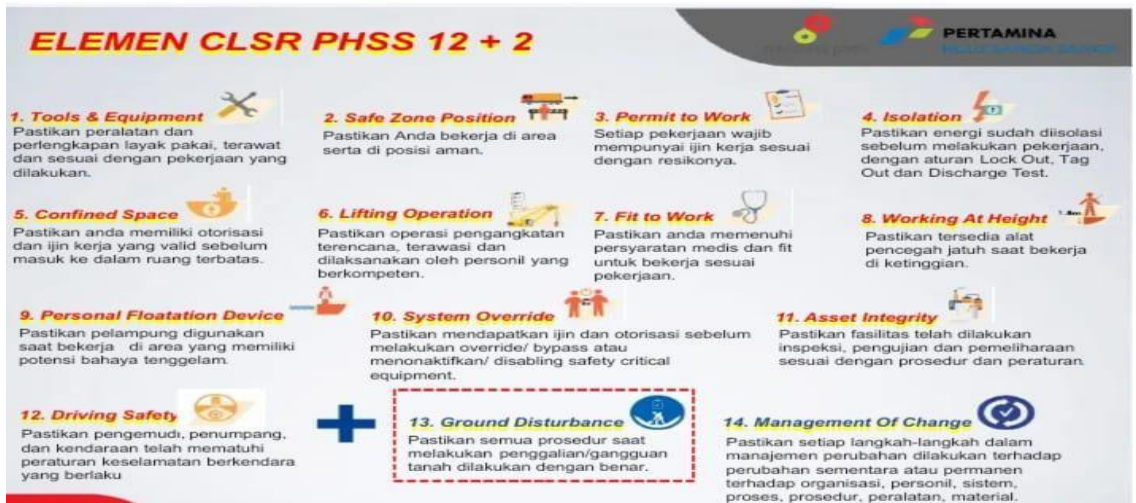 ELEMEN CLSR PHSS 12 + 2
PERTAMINA
1. Tools & Equipment
Pastikan peralatan dan
perlengkapan layak pakai, terawat
dan sesuai dengan pekerjaan yang
dilakukan.
2. Safe Zone Position
Pastikan Anda bekerja di area
serta di posisi aman.
3. Permit to Work
Setiap pekerjaan wajib
mempunyai ijin kerja sesuai
dengan resikonya.
4. Isolation
Pastikan energi sudah diisolasi
sebelum melakukan pekerjaan,
dengan aturan Lock Out, Tag
Out dan Discharge Test.
5. Confined Space
Pastikan anda memiliki otorisasi
dan ijin kerja yang valid sebelum
masuk ke dalam ruang terbatas.
6. Lifting Operation
Pastikan operasi pengangkatan
terencana, terawasi dan
dilaksanakan oleh personil yang
berkompeten.
7. Fit to Work
Pastikan anda memenuhi
persyaratan medis dan fit
untuk bekerja sesuai
pekerjaan.
8. Working At Height
Pastikan tersedia alat
pencegah jatuh saat bekerja
di ketinggian.
9. Personal Floatation Device
Pastikan pelampung digunakan
saat bekerja di area yang memiliki
potensi bahaya tenggelam.
10. System Override
Pastikan mendapatkan ijin dan otorisasi sebelum
melakukan override/ bypass atau
menonaktifkan/ disabling safety critical
equipment.
11. Asset Integrity
Pastikan fasilitas telah dilakukan
inspeksi, pengujian dan pemeliharaan
sesuai dengan prosedur dan peraturan.
12. Driving Safety
Pastikan pengemudi, penumpang,
dan kendaraan telah mematuhi
peraturan keselamatan berkendara
yang berlaku
+
13. Ground Disturbance
Pastikan semua prosedur saat
melakukan penggalian/gangguan
tanah dilakukan dengan benar.
14. Management Of Change
Pastikan setiap langkah-langkah dalam
manajemen perubahan dilakukan terhadap
perubahan sementara atau permanen
terhadap organisasi, personil, sistem,
proses, prosedur, peralatan, material.